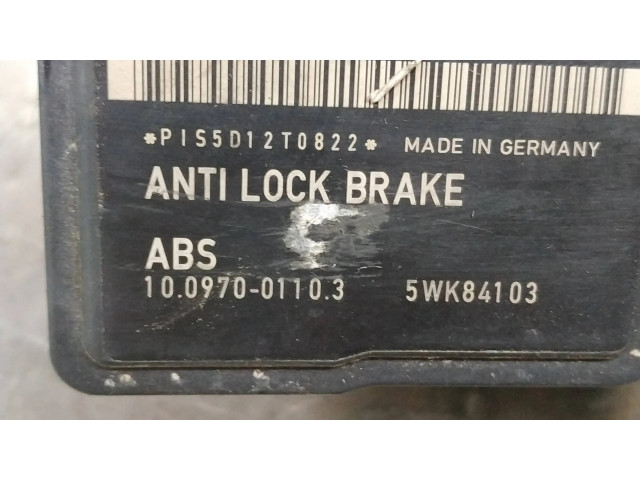 *PIS5D12T0822* MADE IN GERMANY
ANTI LOCK BRAKE
ABS
10.0970-0110.3 5WK84103